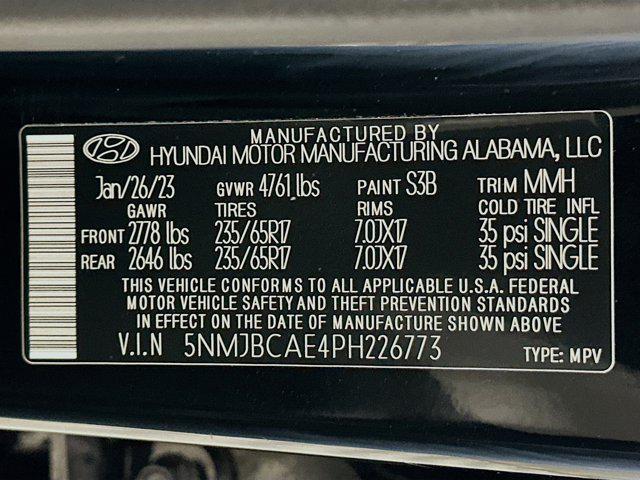 MANUFACTURED BY
HYUNDAI MOTOR MANUFACTURING ALABAMA, LLC
Jan/26/23 GVWR 4761 lbs PAINT S3B TRIM MMH
GAWR TIRES RIMS COLD TIRE INFL
FRONT 2778 lbs 235/65R17 7.0JX17 35 psi SINGLE
REAR 2646 lbs 235/65R17 7.0JX17 35 psi SINGLE
THIS VEHICLE CONFORMS TO ALL APPLICABLE U.S.A. FEDERAL
MOTOR VEHICLE SAFETY AND THEFT PREVENTION STANDARDS
IN EFFECT ON THE DATE OF MANUFACTURE SHOWN ABOVE
V.I.N 5NMJBCAE4PH226773 TYPE: MPV